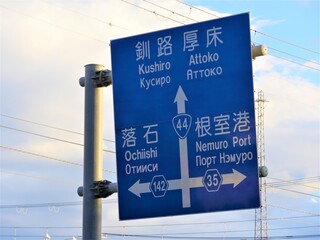 釧路 厚床
Kushiro Attoko
Кусиро Аттоко
44
落石 根室港
Ochiishi Nemuro Port
Отииси Порт Нэмуро
142 35